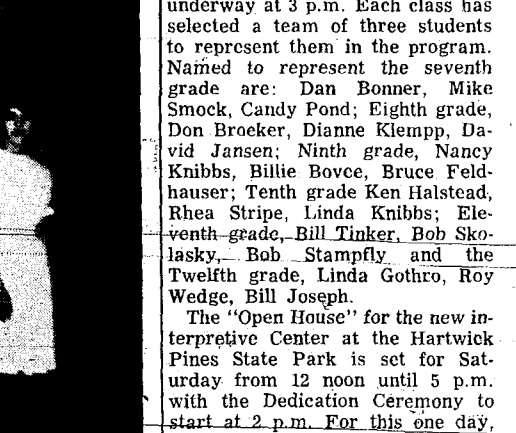 underway at 3 p.m. Each class has
selected a team of three students
to represent them in the program.
Named to represent the seventh
grade are: Dan Bonner, Mike
Smock, Candy Pond; Eighth grade,
Don Broeker, Dianne Klempp, Da-
vid Jansen; Ninth grade, Nancy
Knibbs, Billie Bovce, Bruce Feld-
hauser; Tenth grade Ken Halstead,
Rhea Stripe, Linda Knibbs; Ele-
venth grade, Bill Tinker, Bob Sko-
lasky, Bob Stampfly and the
Twelfth grade, Linda Gothro, Roy
Wedge, Bill Joseph.
The "Open House" for the new in-
terpretive Center at the Hartwick
Pines State Park is set for Sat-
urday from 12 noon until 5 p.m.
with the Dedication Ceremony to
start at 2 p.m. For this one day,